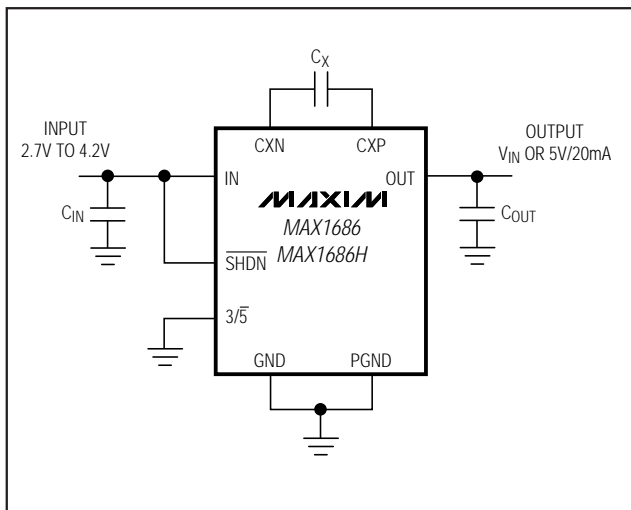 CX
INPUT
2.7V TO 4.2V
CXN
CXP
OUTPUT
VIN OR 5V/20mA
IN
OUT
MAXIM
MAX1686
MAX1686H
CIN
COUT
SHDN
3/5
GND
PGND